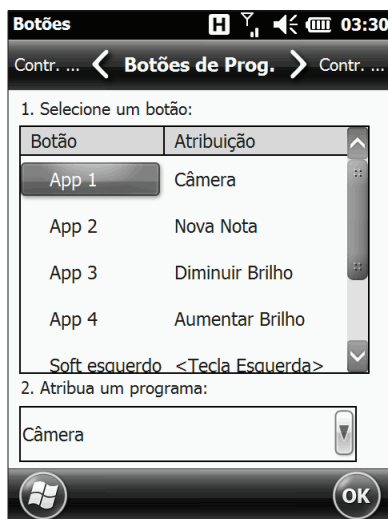 Botões H 03:30
Contr. ... Botões de Prog. Contr. ...
1. Selecione um botão:
Botão Atribuição
App 1 Câmera
App 2 Nova Nota
App 3 Diminuir Brilho
App 4 Aumentar Brilho
Soft esquerdo <Tecla Esquerda>
2. Atribua um programa:
Câmera
OK